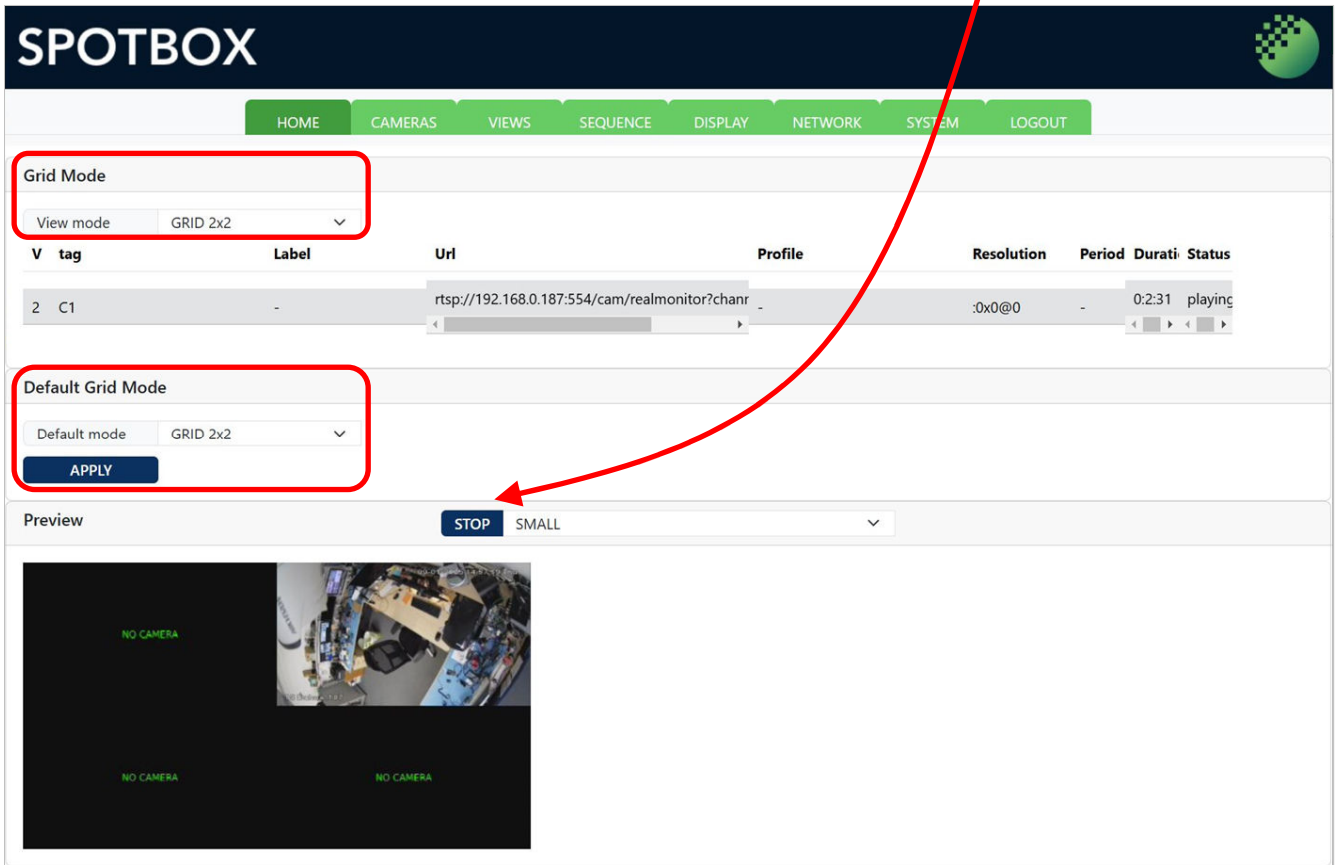 SPOTBOX
HOME CAMERAS VIEWS SEQUENCE DISPLAY NETWORK SYSTEM LOGOUT
Grid Mode
View mode GRID 2x2
V tag Label Url Profile Resolution Period Durati Status
2 C1 - rtsp://192.168.0.187:554/cam/realmonitor?chann - :0x0@0 - 0:2:31 playing
Default Grid Mode
Default mode GRID 2x2
APPLY
Preview STOP SMALL
NO CAMERA
NO CAMERA NO CAMERA